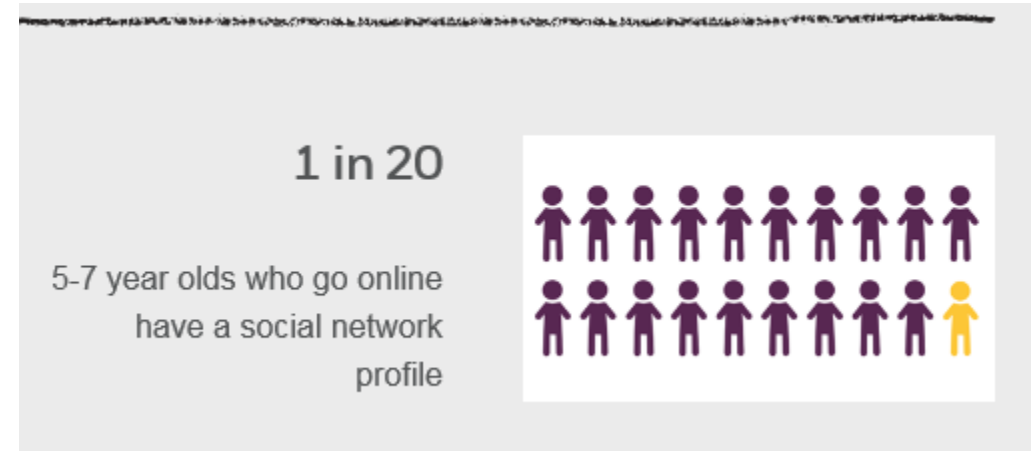 1 in 20
5-7 year olds who go online
have a social network
profile